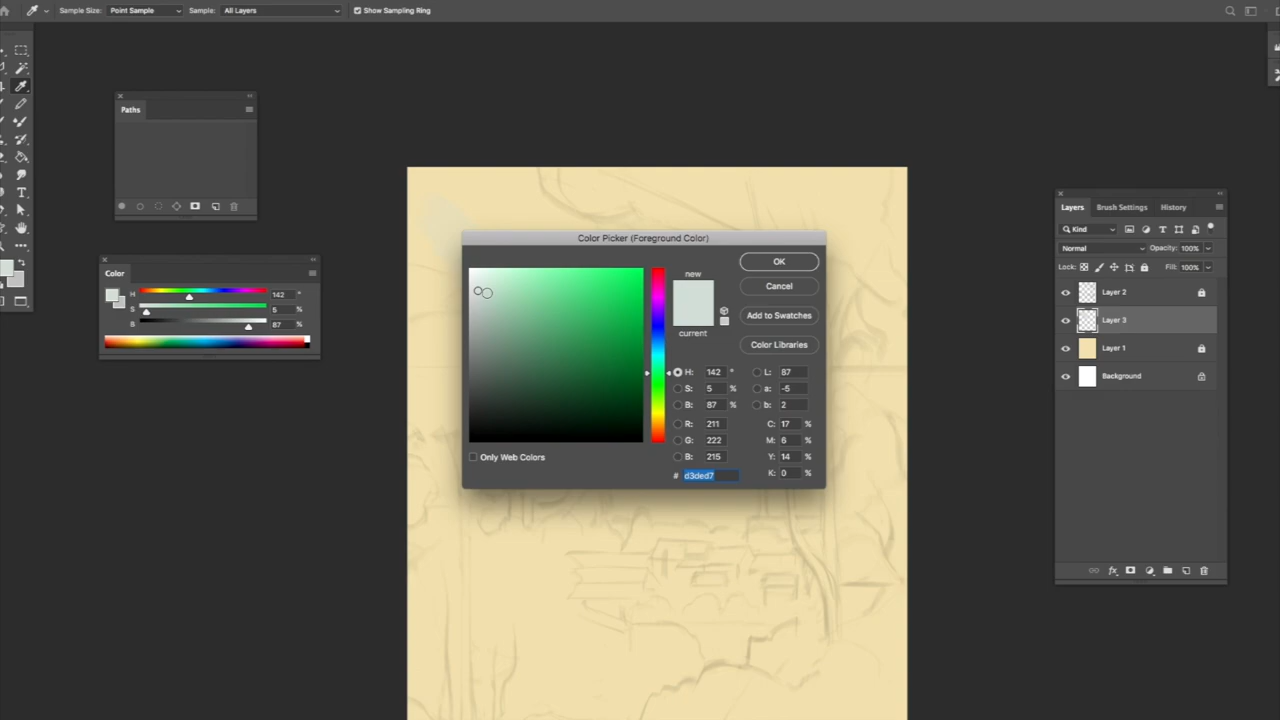 Sample Size: Point Sample Sample: All Layers Show Sampling Ring
Paths
Color
H 142 °
S 5 %
B 87 %
Color Picker (Foreground Color)
new
current
OK
Cancel
Add to Swatches
Color Libraries
H: 142 ° L: 87
S: 5 % a: -5
B: 87 % b: 2
R: 211 C: 17 %
G: 222 M: 6 %
B: 215 Y: 14 %
# d3ded7 K: 0 %
Only Web Colors
Layers Brush Settings History
Kind
Normal Opacity: 100%
Lock: Fill: 100%
Layer 2
Layer 3
Layer 1
Background